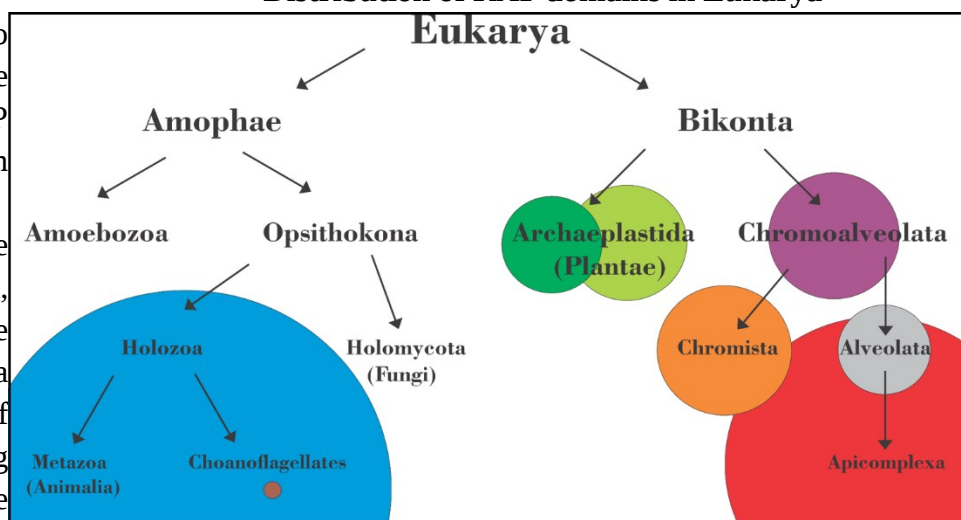 Eukarya
Amophae
Bikonta
Amoebozoa
Opsithokona
Archaeplastida
(Plantae)
Chromoalveolata
Holozoa
Holomycota
(Fungi)
Chromista
Alveolata
Metazoa
(Animalia)
Choanoflagellates
Apicomplexa